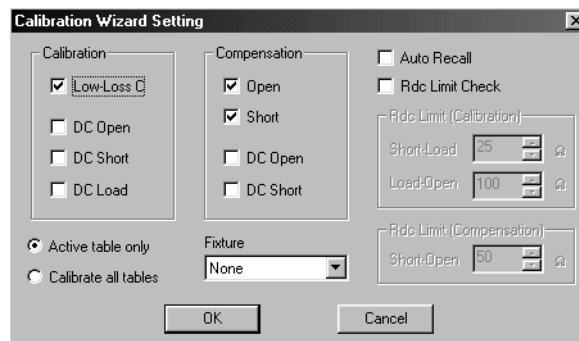 Calibration Wizard Setting
Calibration
Low-Loss C
DC Open
DC Short
DC Load
Compensation
Open
Short
DC Open
DC Short
Auto Recall
Rdc Limit Check
Rdc Limit (Calibration)
Short-Load 25 Ω
Load-Open 100 Ω
Rdc Limit (Compensation)
Short-Open 50 Ω
Active table only
Calibrate all tables
Fixture
None
OK Cancel